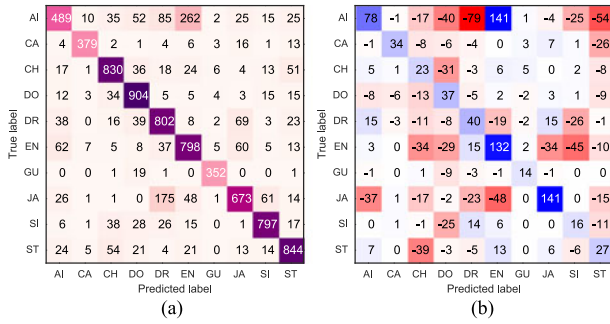 AI 489 10 35 52 85 262 2 25 15 25
CA 4 379 2 1 4 6 3 16 1 13
CH 17 1 830 36 18 24 6 4 13 51
DO 12 3 34 904 5 5 4 3 15 15
DR 38 0 16 39 802 18 2 69 3 23
EN 62 7 5 8 37 798 5 60 5 13
GU 0 0 1 19 1 0 352 0 0 1
JA 26 1 1 0 175 48 1 673 61 14
SI 6 1 38 28 26 15 0 1 797 17
ST 24 5 54 21 4 21 0 13 14 844
AI CA CH DO DR EN GU JA SI ST
True label
Predicted label
(a)
AI 78 -1 -17 -40 -79 141 1 -4 -25 -54
CA -1 34 -8 -6 -4 0 3 7 1 -26
CH 5 1 23 -31 -3 6 5 0 2 -8
DO -8 -6 -13 37 -9
DR 15 -3 -11 -8 40 -19 -2 15 -26 -1
EN 3 0 -34 -29 15 132 2 -34 -45 -10
GU -1 0 1 -9 -3 -1 14 -1 0 0
JA -37 1 -17 -2 -23 -48 0 141 0 -15
SI 1 0 -1 -25 14 6 0 0 16 -11
ST 7 0 -39 -3 -5 13 0 6 -6 27
AI CA CH DO DR EN GU JA SI ST
True label
Predicted label
(b)